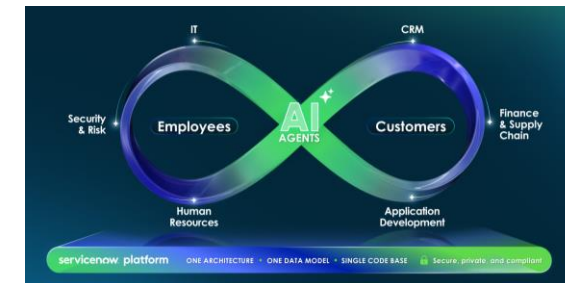 IT
CRM
Security
& Risk
Employees
AI
AGENTS
Customers
Finance
& Supply
Chain
Human
Resources
Application
Development
servicenow platform
ONE ARCHITECTURE • ONE DATA MODEL • SINGLE CODE BASE
Secure, private, and compliant